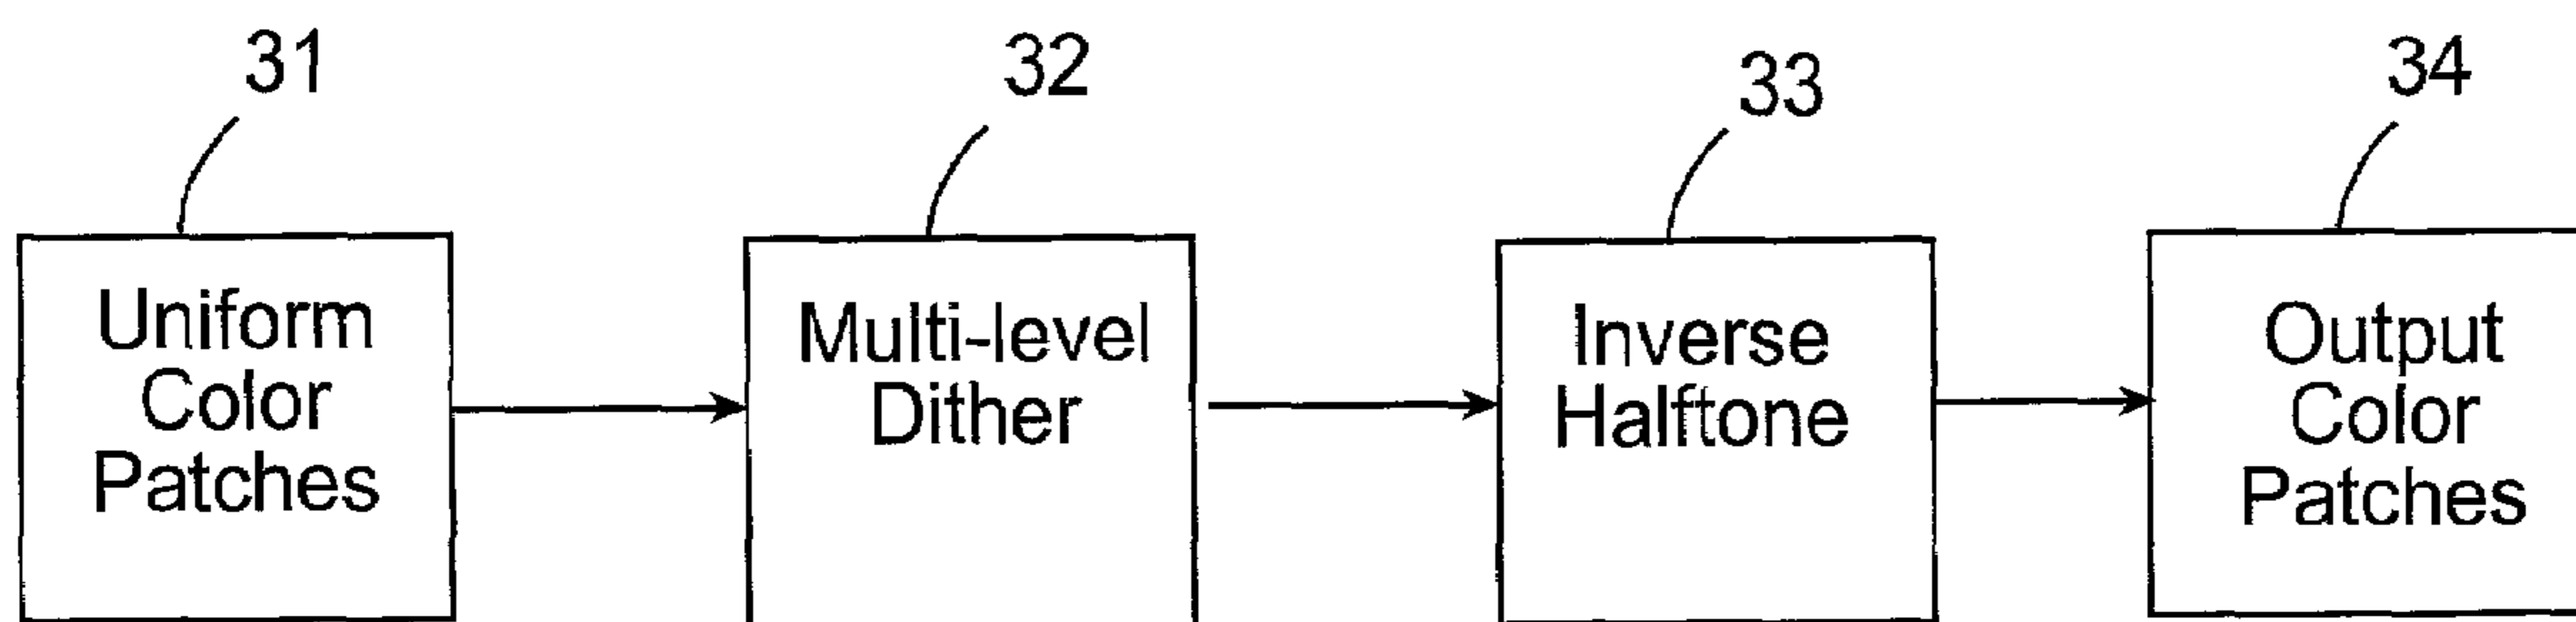 31
32
33
34
Uniform
Color
Patches
Multi-level
Dither
Inverse
Halftone
Output
Color
Patches